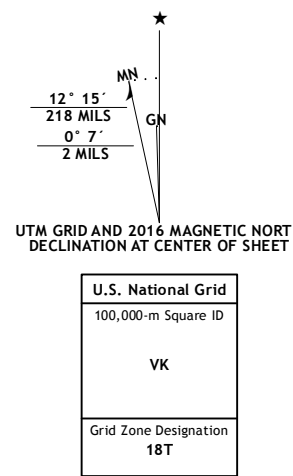 ★
MN
GN
12° 15´
218 MILS
0° 7´
2 MILS
UTM GRID AND 2016 MAGNETIC NORT
DECLINATION AT CENTER OF SHEET
U.S. National Grid
100,000-m Square ID
VK
Grid Zone Designation
18T